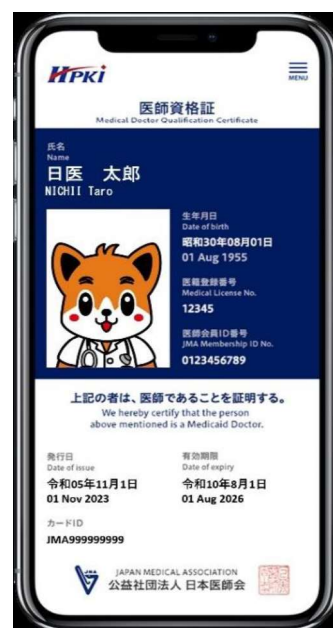 HPKI
MENU
医師資格証
Medical Doctor Qualification Certificate
氏名
Name
日医 太郎
NICHII Taro
生年月日
Date of birth
昭和30年08月01日
01 Aug 1955
医籍登録番号
Medical License No.
12345
医師会員ID番号
JMA Membership ID No.
0123456789
上記の者は、医師であることを証明する。
We hereby certify that the person
above mentioned is a Medicaid Doctor.
発行日
Date of issue
令和05年11月1日
01 Nov 2023
有効期限
Date of expiry
令和10年8月1日
01 Aug 2026
カードID
JMA999999999
JMA
JAPAN MEDICAL ASSOCIATION
公益社団法人 日本医師会